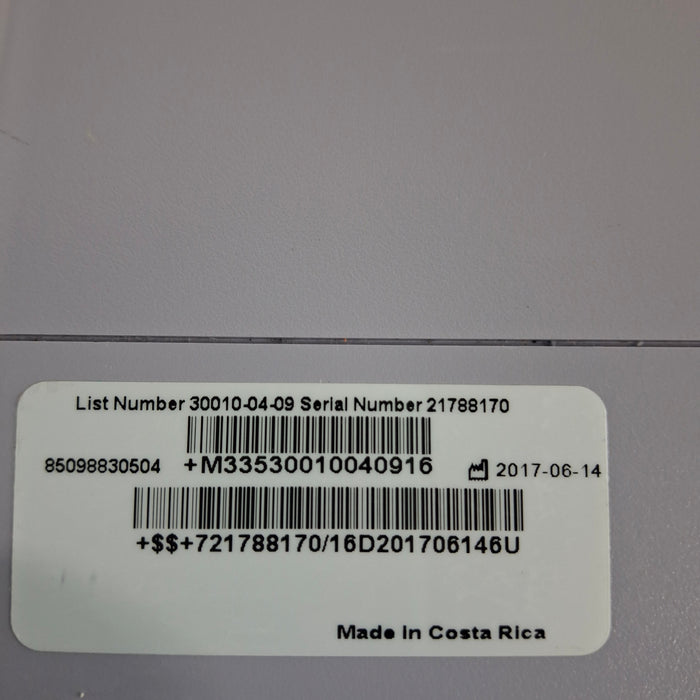 List Number 30010-04-09 Serial Number 21788170
85098830504 +M33530010040916 2017-06-14
+$$+721788170/16D201706146U
Made In Costa Rica